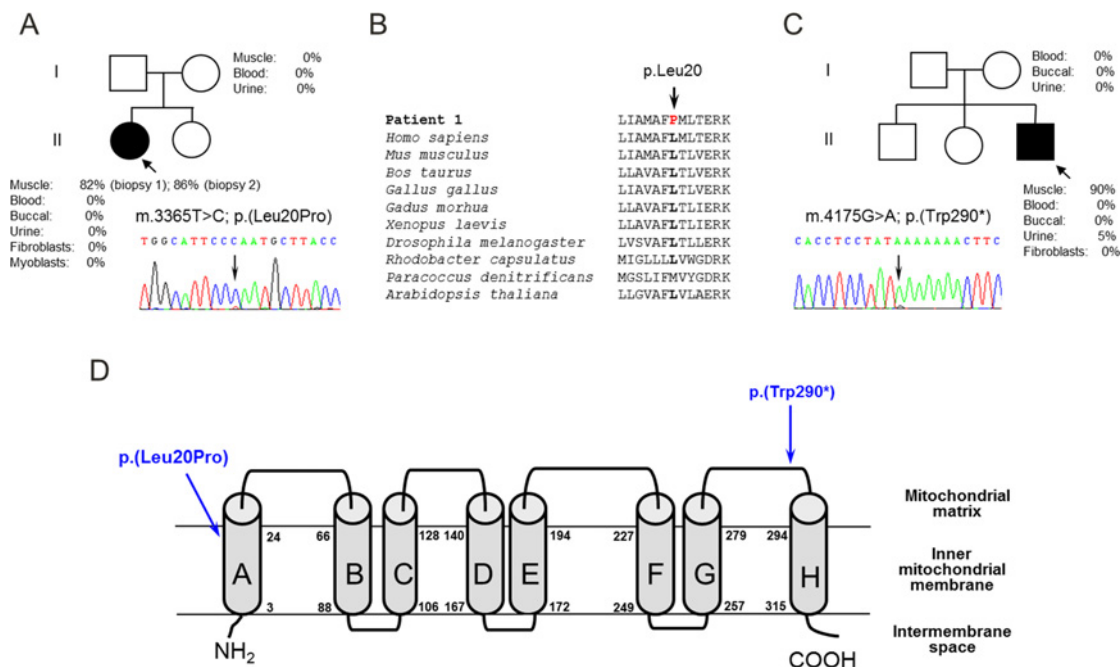 A
I
II
Muscle: 0%
Blood: 0%
Urine: 0%
Muscle: 82% (biopsy 1); 86% (biopsy 2)
Blood: 0%
Buccal: 0%
Urine: 0%
Fibroblasts: 0%
Myoblasts: 0%
m.3365T>C; p.(Leu20Pro)
TGGCATTCCCAATGCTTACC
B
p.Leu20
Patient 1 LIAMAFPMLTERK
Homo sapiens LIAMAFLMLTERK
Mus musculus LIAMAFLTLVERK
Bos taurus LLAVAFLTLVERK
Gallus gallus LLAVAFLTLVERK
Gadus morhua LLAVAFLTLIERK
Xenopus laevis LLAVAFLTLIERK
Drosophila melanogaster LVSVAFLTLLERK
Rhodobacter capsulatus MIGLLLLVWGDRK
Paracoccus denitrificans MGSLIFMVYGDRK
Arabidopsis thaliana LLGVAFLVLAERK
C
I
II
Blood: 0%
Buccal: 0%
Urine: 0%
Muscle: 90%
Blood: 0%
Buccal: 0%
Urine: 5%
Fibroblasts: 0%
m.4175G>A; p.(Trp290*)
CACCTCCTATAAAAAAACTTC
D
p.(Leu20Pro)
p.(Trp290*)
24 66 128 140 194 227 279 294
A B C D E F G H
3 88 106 167 172 249 257 315
NH2
COOH
Mitochondrial
matrix
Inner
mitochondrial
membrane
Intermembrane
space